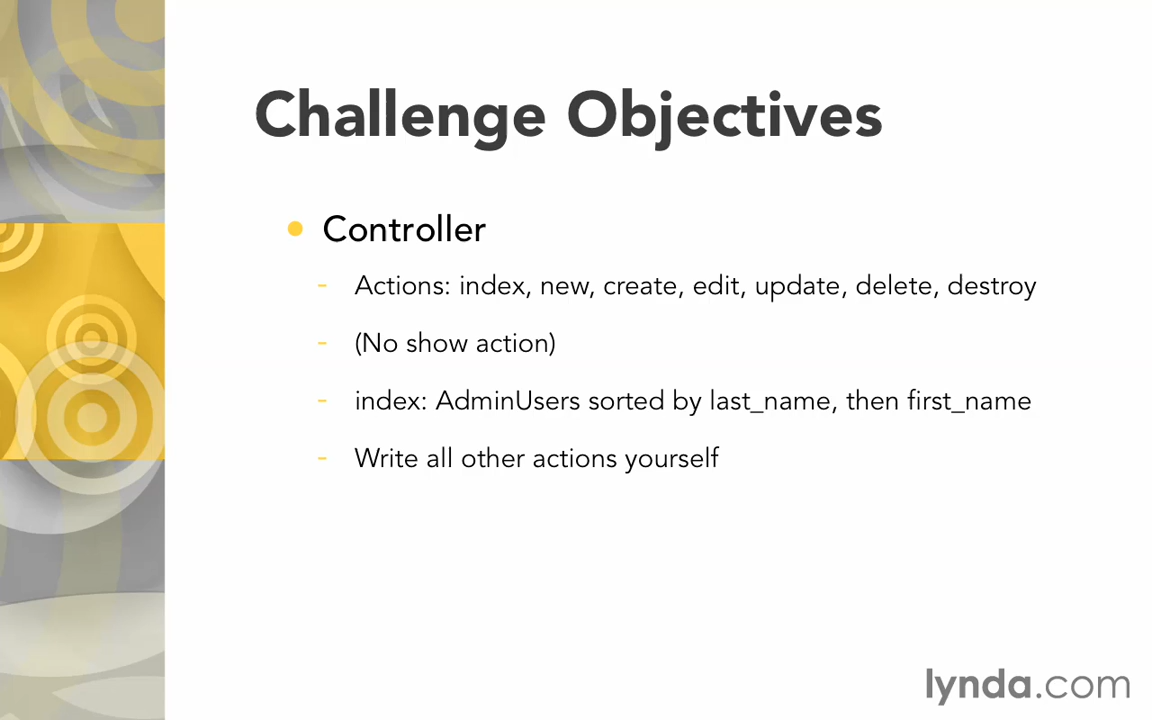 Challenge Objectives
Controller
- Actions: index, new, create, edit, update, delete, destroy
- (No show action)
- index: AdminUsers sorted by last_name, then first_name
- Write all other actions yourself
lynda.com